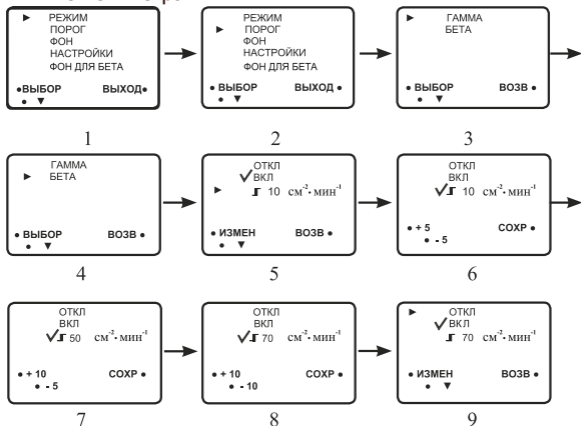 РЕЖИМ
ПОРОГ
ФОН
НАСТРОЙКИ
ФОН ДЛЯ БЕТА
ВЫБОР ВЫХОД
1
РЕЖИМ
ПОРОГ
ФОН
НАСТРОЙКИ
ФОН ДЛЯ БЕТА
ВЫБОР ВЫХОД
2
ГАММА
БЕТА
ВЫБОР ВОЗВ
3
ГАММА
БЕТА
ВЫБОР ВОЗВ
4
ОТКЛ
ВКЛ
10 см⁻²·мин⁻¹
ИЗМЕН ВОЗВ
5
ОТКЛ
ВКЛ
10 см⁻²·мин⁻¹
+ 5 СОХР
- 5
6
ОТКЛ
ВКЛ
50 см⁻²·мин⁻¹
+ 10 СОХР
- 5
7
ОТКЛ
ВКЛ
70 см⁻²·мин⁻¹
+ 10 СОХР
- 10
8
ОТКЛ
ВКЛ
70 см⁻²·мин⁻¹
ИЗМЕН ВОЗВ
9